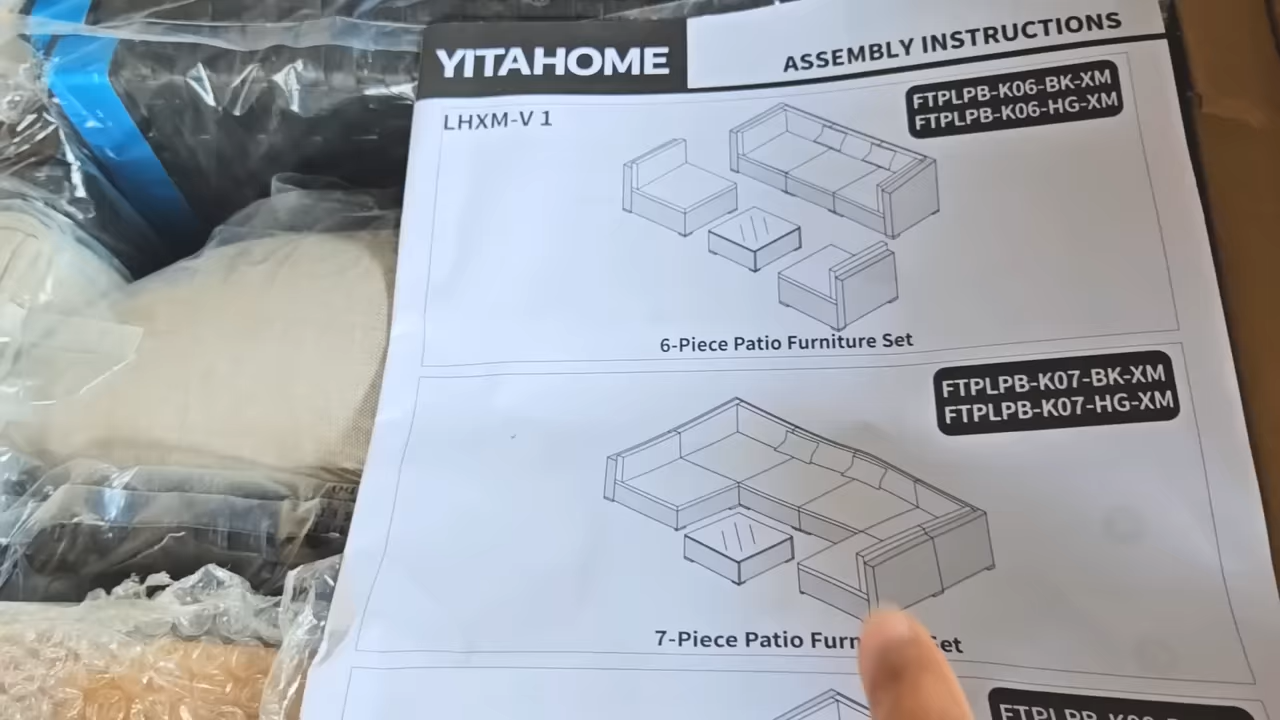 YITAHOME
ASSEMBLY INSTRUCTIONS
LHXM-V 1
FTPLPB-K06-BK-XM
FTPLPB-K06-HG-XM
6-Piece Patio Furniture Set
FTPLPB-K07-BK-XM
FTPLPB-K07-HG-XM
7-Piece Patio Furn et